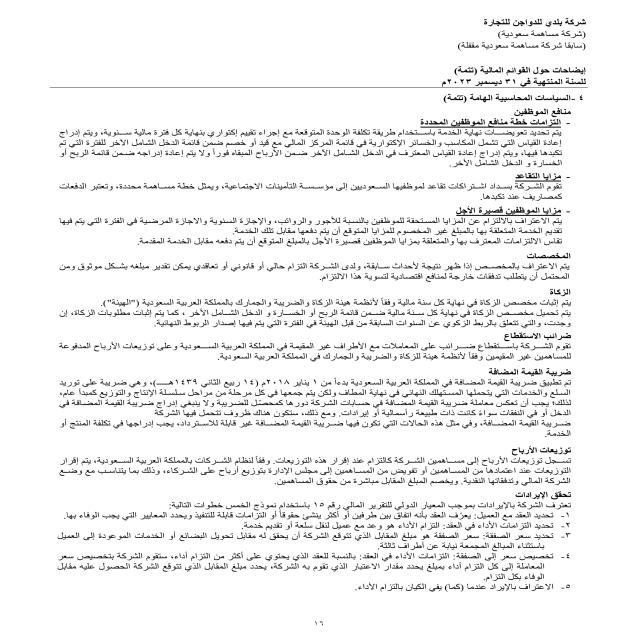 شركة بلدي للدواجن للتجارة
(شركة مساهمة سعودية)
(سابقا شركة مساهمة سعودية مقفلة)
إيضاحات حول القوائم المالية (تتمة)
للسنة المنتهية في ٣١ ديسمبر ٢٠٢٣م
٤ -السياسات المحاسبية الهامة (تتمة)
منافع الموظفين
- التزامات خطة منافع الموظفين المحددة
يتم تحديد تعويضات نهاية الخدمة باستخدام طريقة تكلفة الوحدة المتوقعة مع إجراء تقييم إكتواري بنهاية كل فترة مالية سنوية، ويتم إدراج
إعادة القياس التي تشمل المكاسب والخسائر الإكتوارية في قائمة المركز المالي مع قيد أو خصم ضمن قائمة الدخل الشامل الآخر للفترة التي تم
تكبدها فيها، ويتم إدراج إعادة القياس المعترف في الدخل الشامل الآخر ضمن الأرباح المبقاه فوراً ولا يتم إعادة إدراجه ضمن قائمة الربح أو
الخسارة و الدخل الشامل الآخر.
- مزايا التقاعد
تقوم الشركة بسداد اشتراكات تقاعد لموظفيها السعوديين إلى مؤسسة التأمينات الاجتماعية، ويمثل خطة مساهمة محددة، وتعتبر الدفعات
كمصاريف عند تكبدها.
- مزايا الموظفين قصيرة الأجل
يتم الاعتراف بالالتزام عن المزايا المستحقة للموظفين بالنسبة للأجور و الرواتب، والإجازة السنوية والاجازة المرضية في الفترة التي يتم فيها
تقديم الخدمة المتعلقة بها بالمبلغ غير المخصوم للمزايا المتوقع أن يتم دفعها مقابل تلك الخدمة.
تقاس الالتزامات المعترف بها و المتعلقة بمزايا الموظفين قصيرة الأجل بالمبلغ المتوقع أن يتم دفعه مقابل الخدمة المقدمة.
المخصصات
يتم الاعتراف بالمخصص إذا ظهر نتيجة لأحداث سابقة، ولدى الشركة التزام حالي أو قانوني أو تعاقدي يمكن تقدير مبلغه بشكل موثوق ومن
المحتمل أن يتطلب تدفقات خارجة لمنافع اقتصادية لتسوية هذا الالتزام.
الزكاة
يتم إثبات مخصص الزكاة في نهاية كل سنة مالية وفقاً لأنظمة هيئة الزكاة والضريبة والجمارك بالمملكة العربية السعودية ("الهيئة").
يتم تحميل مخصص الزكاة في نهاية كل سنة مالية ضمن قائمة الربح أو الخسارة و الدخل الشامل الآخر ، كما يتم إثبات مطلوبات الزكاة، إن
وجدت، والتي تتعلق بالربط الزكوي عن السنوات السابقة من قبل الهيئة في الفترة التي يتم فيها إصدار الربوط النهائية.
ضرائب الاستقطاع
تقوم الشركة باستقطاع ضرائب على المعاملات مع الأطراف غير المقيمة في المملكة العربية السعودية وعلى توزيعات الأرباح المدفوعة
للمساهمين غير المقيمين وفقاً لأنظمة هيئة للزكاة والضريبة والجمارك في المملكة العربية السعودية.
ضريبة القيمة المضافة
تم تطبيق ضريبة القيمة المضافة في المملكة العربية السعودية بدءاً من ١ يناير ٢٠١٨م (١٤ ربيع الثاني ١٤٣٩هـ)، وهي ضريبة على توريد
السلع والخدمات التي يتحملها المستهلك النهائي في نهاية المطاف ولكن يتم جمعها في كل مرحلة من مراحل سلسلة الإنتاج والتوزيع كمبدأ عام،
لذلك؛ يجب أن تعكس معاملة ضريبة القيمة المضافة في حسابات الشركة دورها كمحصّل للضريبة ولا ينبغي إدراج ضريبة القيمة المضافة في
الدخل أو في النفقات سواءً كانت ذات طبيعة رأسمالية أو إيرادات. ومع ذلك، ستكون هناك ظروف تتحمل فيها الشركة
ضريبة القيمة المضافة، وفي مثل هذه الحالات التي تكون فيها ضريبة القيمة المضافة غير قابلة للاسترداد، يجب إدراجها في تكلفة المنتج أو
الخدمة.
توزيعات الأرباح
تسجل توزيعات الأرباح إلى مساهمين الشركة كالتزام عند إقرار هذه التوزيعات. وفقاً لنظام الشركات بالمملكة العربية السعودية، يتم إقرار
التوزيعات عند اعتمادها من المساهمين أو تفويض من المساهمين إلى مجلس الإدارة بتوزيع أرباح على الشركاء، وذلك بما يتناسب مع وضع
الشركة المالي وتدفقاتها النقدية. ويخصم المبلغ المقابل مباشرة من حقوق المساهمين.
تحقق الإيرادات
تعترف الشركة بالإيرادات بموجب المعيار الدولي للتقرير المالي رقم ١٥ باستخدام نموذج الخمس خطوات التالية:
١- تحديد العقد مع العميل: يعرّف العقد بأنه اتفاق بين طرفين أو أكثر ينشئ حقوقاً أو التزامات قابلة للتنفيذ ويحدد المعايير التي يجب الوفاء بها.
٢- تحديد التزامات الأداء في العقد: التزام الأداء هو وعد مع عميل لنقل سلعة أو تقديم خدمة.
٣- تحديد سعر الصفقة: سعر الصفقة هو المقابل الذي تتوقع الشركة أن يحقق له مقابل تحويل البضائع أو الخدمات الموعودة إلى العميل
باستثناء المبالغ المجمعة نيابة عن أطراف ثالثة.
٤- تخصيص سعر إلى الصفقة: التزامات الأداء في العقد: بالنسبة للعقد الذي يحتوي على أكثر من التزام أداء، ستقوم الشركة بتخصيص سعر
المعاملة إلى كل التزام أداء بمبلغ يحدد مقدار الاعتبار الذي تقوم به الشركة، يحدد مبلغ المقابل الذي تتوقع الشركة الحصول عليه مقابل
الوفاء بكل التزام.
٥- الاعتراف بالإيراد عندما (كما) يفي الكيان بالتزام الأداء.
١٦